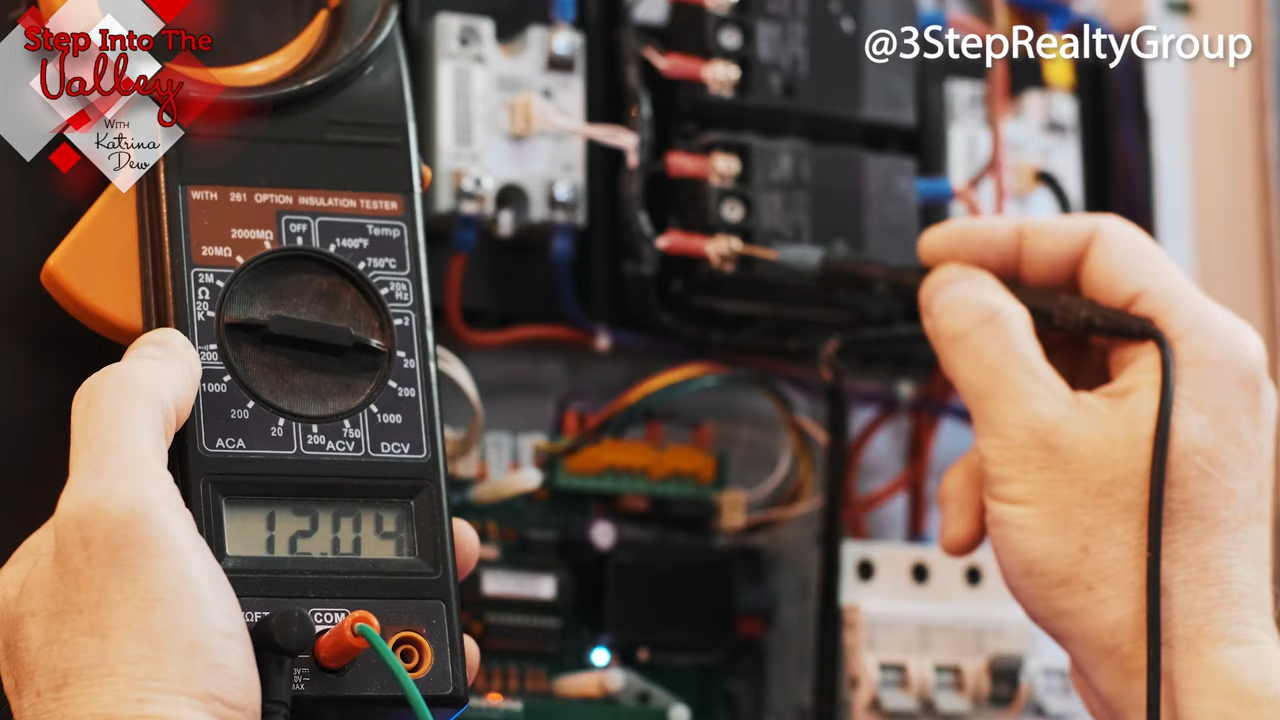 Step Into The
Valley
WITH
Katrina
Dew
@3StepRealtyGroup
WITH 261 OPTION INSULATION TESTER
OFF
Temp
2000MΩ
1400°F
20MΩ
750°C
2M
Ω
20
K
20k
Hz
2
200
20
1000
200
200
1000
20
200
750
ACA
ACV
DCV
12.04
COM
MAX